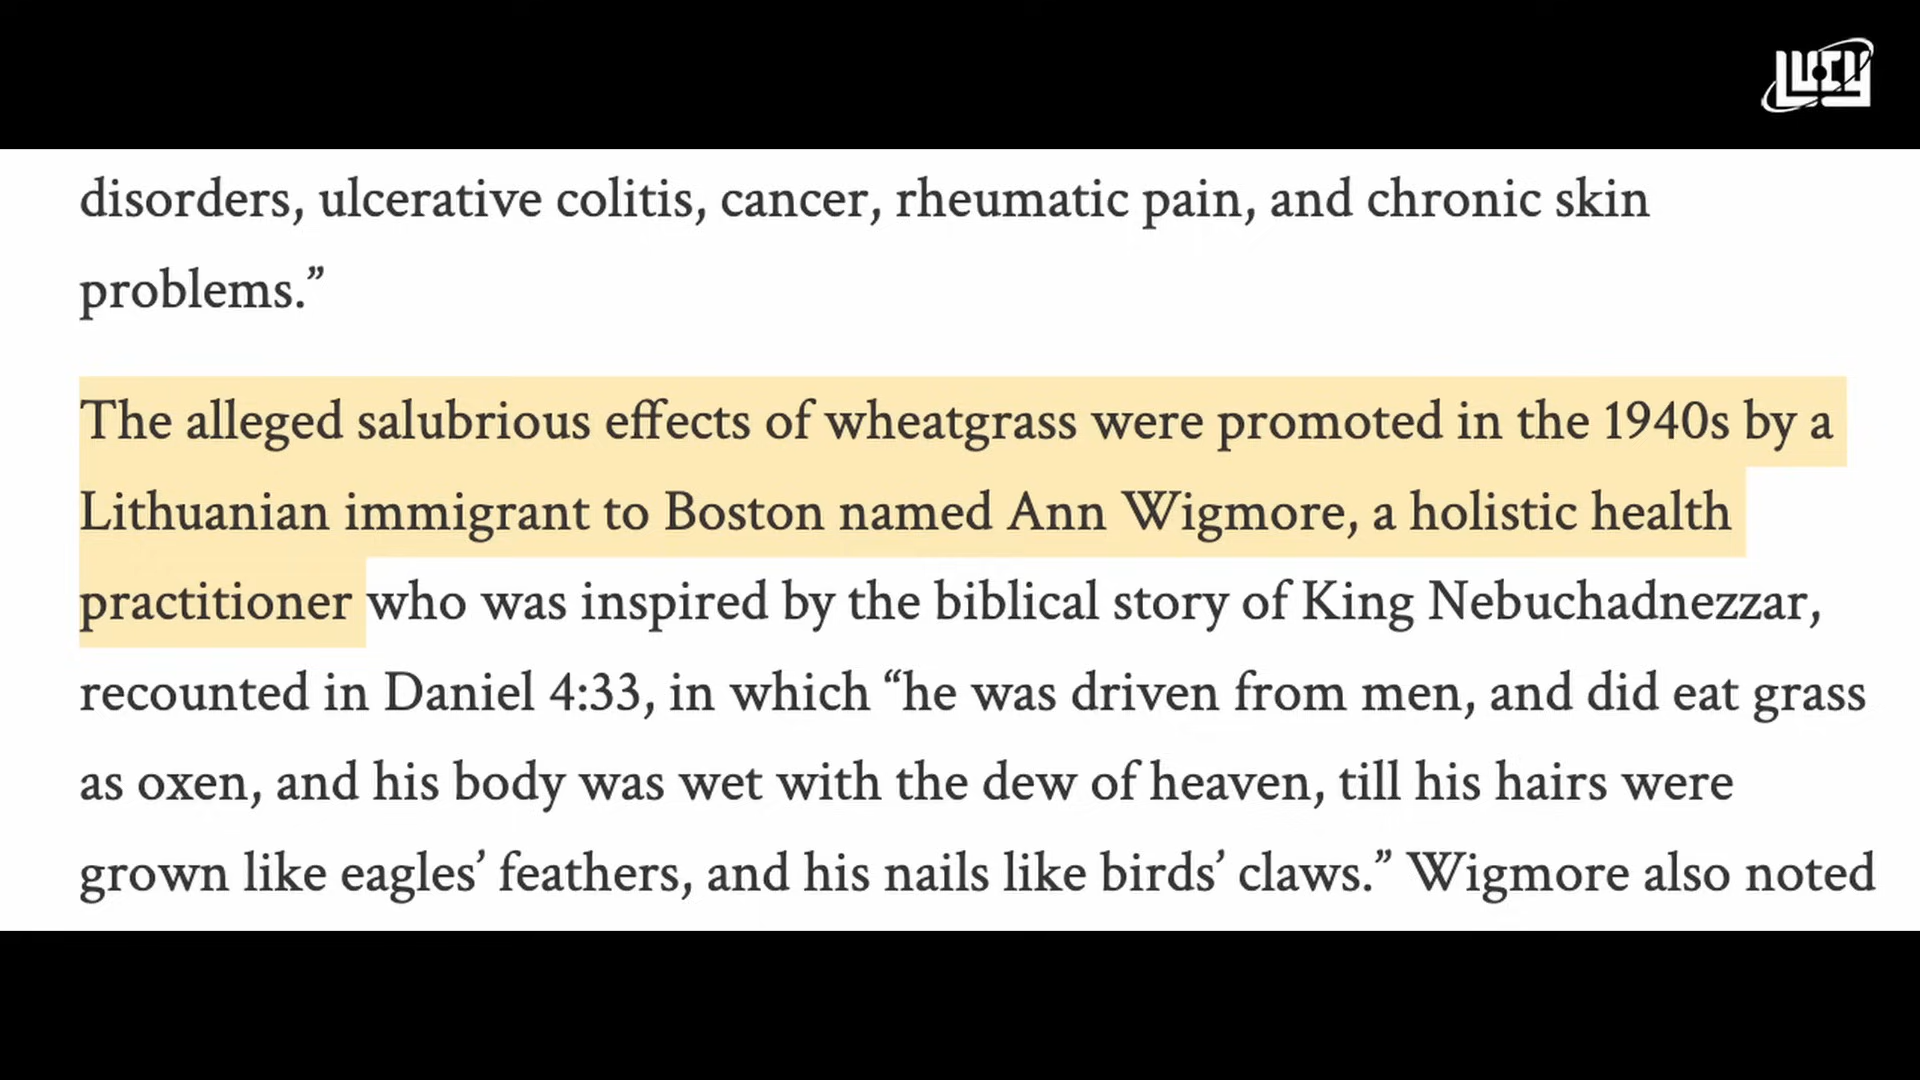 LUCY
disorders, ulcerative colitis, cancer, rheumatic pain, and chronic skin
problems.”
The alleged salubrious effects of wheatgrass were promoted in the 1940s by a
Lithuanian immigrant to Boston named Ann Wigmore, a holistic health
practitioner who was inspired by the biblical story of King Nebuchadnezzar,
recounted in Daniel 4:33, in which “he was driven from men, and did eat grass
as oxen, and his body was wet with the dew of heaven, till his hairs were
grown like eagles’ feathers, and his nails like birds’ claws.” Wigmore also noted